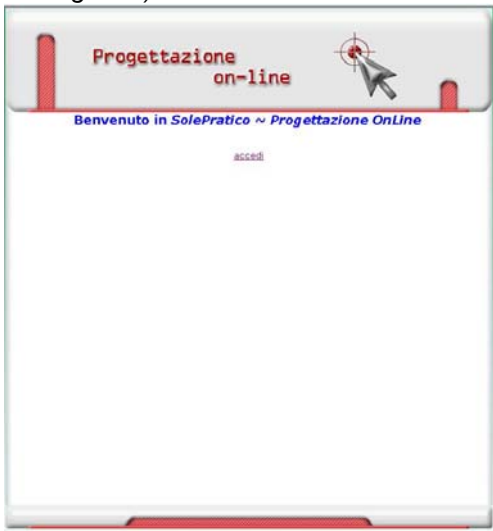 Progettazione
on-line
Benvenuto in SolePratico ~ Progettazione OnLine
accedi